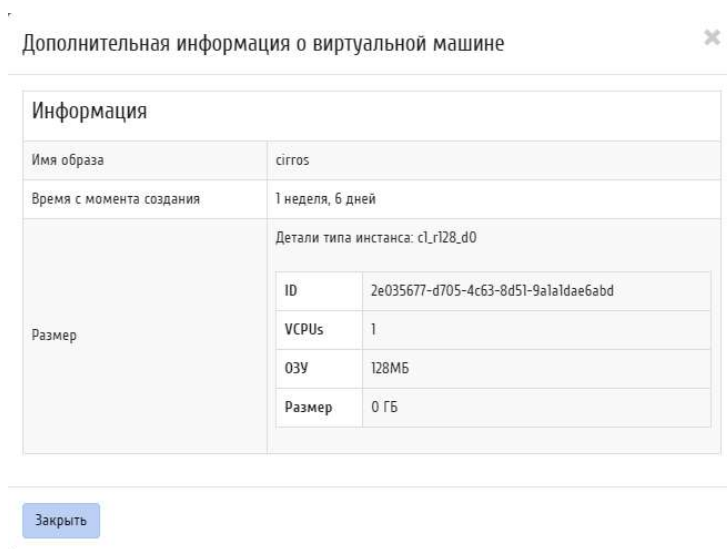 Дополнительная информация о виртуальной машине
Информация
Имя образа cirros
Время с момента создания 1 неделя, 6 дней
Размер
Детали типа инстанса: c1_r128_d0
ID 2e035677-d705-4c63-8d51-9a1a1dae6abd
VCPUs 1
ОЗУ 128МБ
Размер 0 ГБ
Закрыть